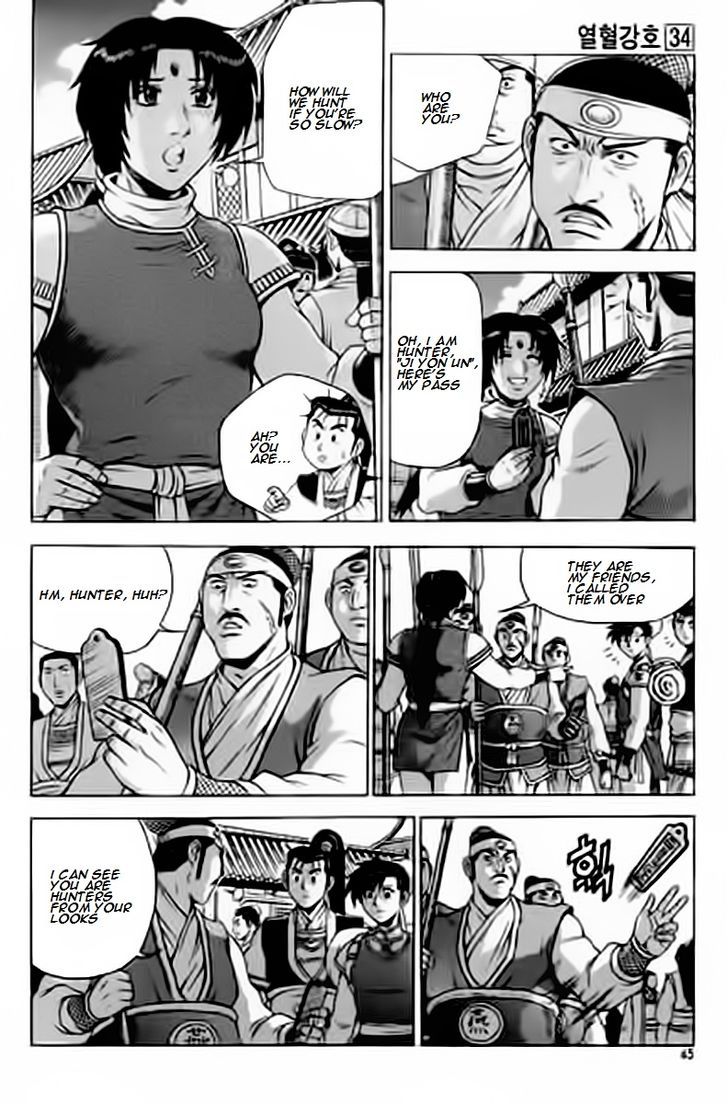 열혈강호 34
HOW WILL
WE HUNT
IF YOU'RE
SO SLOW?
AH?
YOU
ARE...
WHO
ARE
YOU?
OH, I AM
HUNTER,
"JI YON UN",
HERE'S
MY PASS
HM, HUNTER, HUH?
THEY ARE
MY FRIENDS,
I CALLED
THEM OVER
I CAN SEE
YOU ARE
HUNTERS
FROM YOUR
LOOKS
휙
65